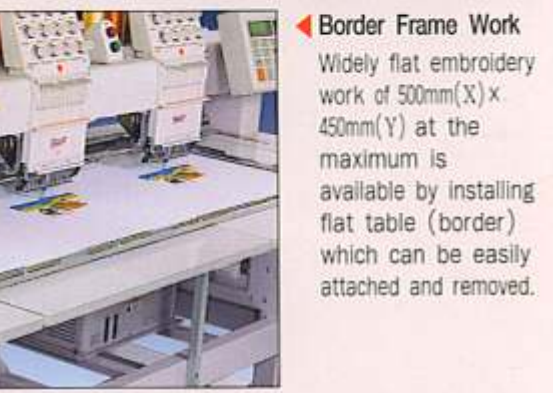 Border Frame Work
Widely flat embroidery
work of 500mm(X)×
450mm(Y) at the
maximum is
available by installing
flat table (border)
which can be easily
attached and removed.